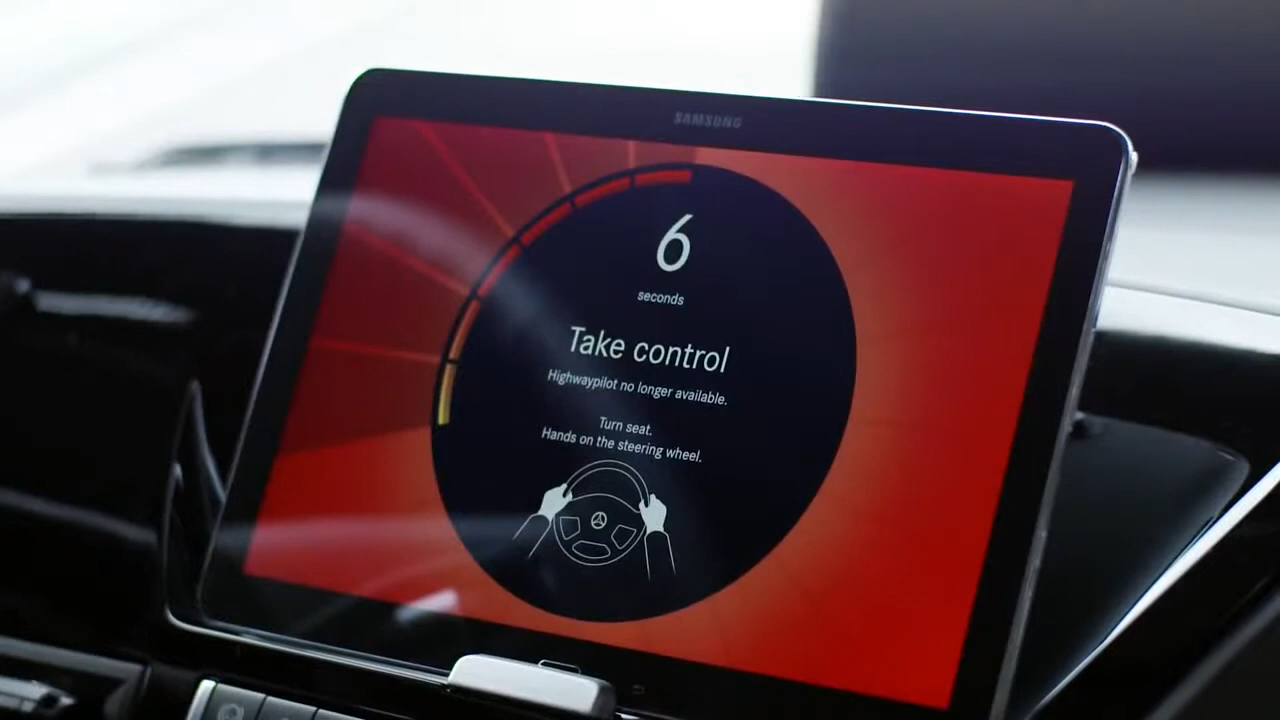 SAMSUNG
6
seconds
Take control
Highwaypilot no longer available.
Turn seat.
Hands on the steering wheel.